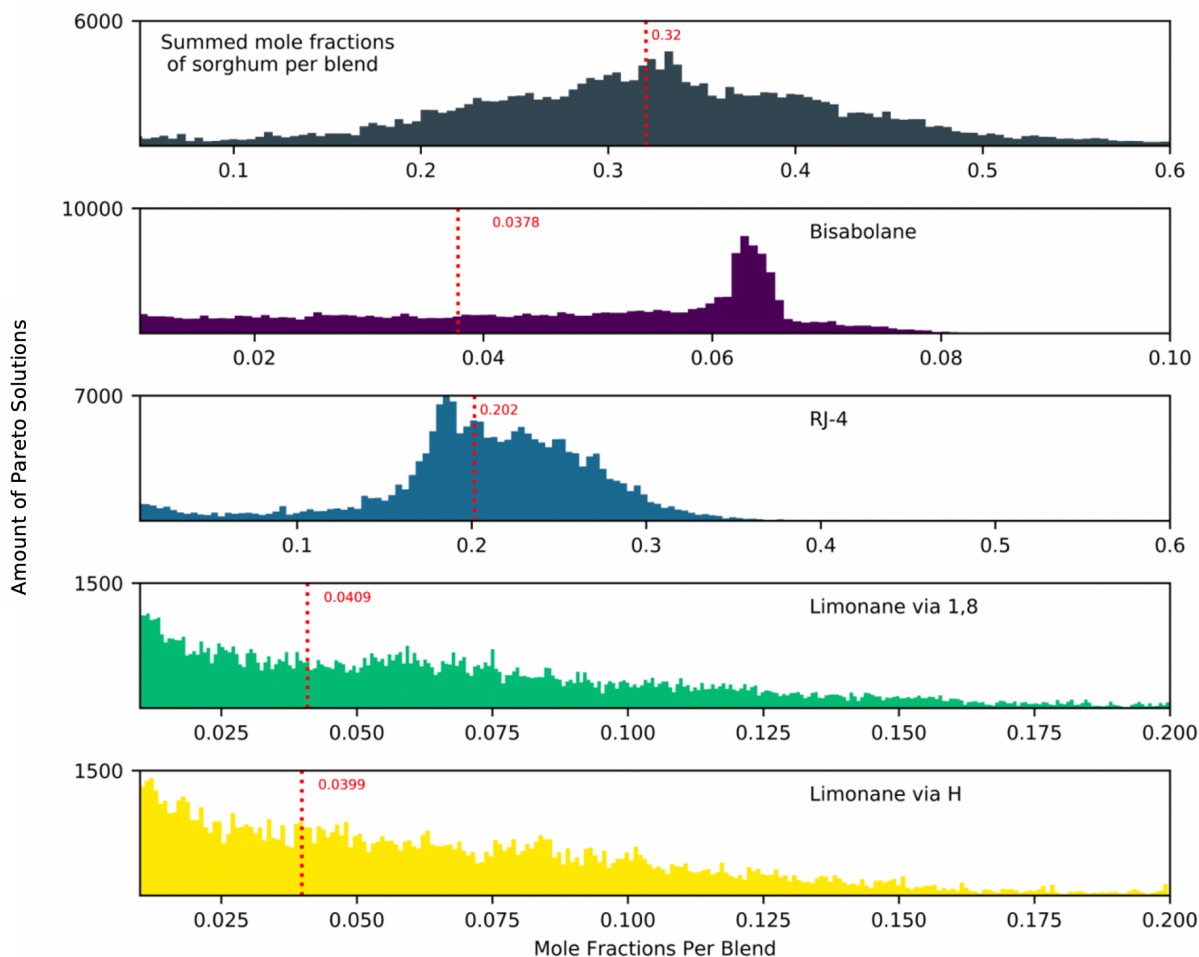 6000
Summed mole fractions
of sorghum per blend
0.32
0.1 0.2 0.3 0.4 0.5 0.6
10000
0.0378
Bisabolane
0.02 0.04 0.06 0.08 0.10
7000
0.202
RJ-4
0.1 0.2 0.3 0.4 0.5 0.6
1500
0.0409
Limonane via 1,8
0.025 0.050 0.075 0.100 0.125 0.150 0.175 0.200
1500
0.0399
Limonane via H
0.025 0.050 0.075 0.100 0.125 0.150 0.175 0.200
Mole Fractions Per Blend
Amount of Pareto Solutions